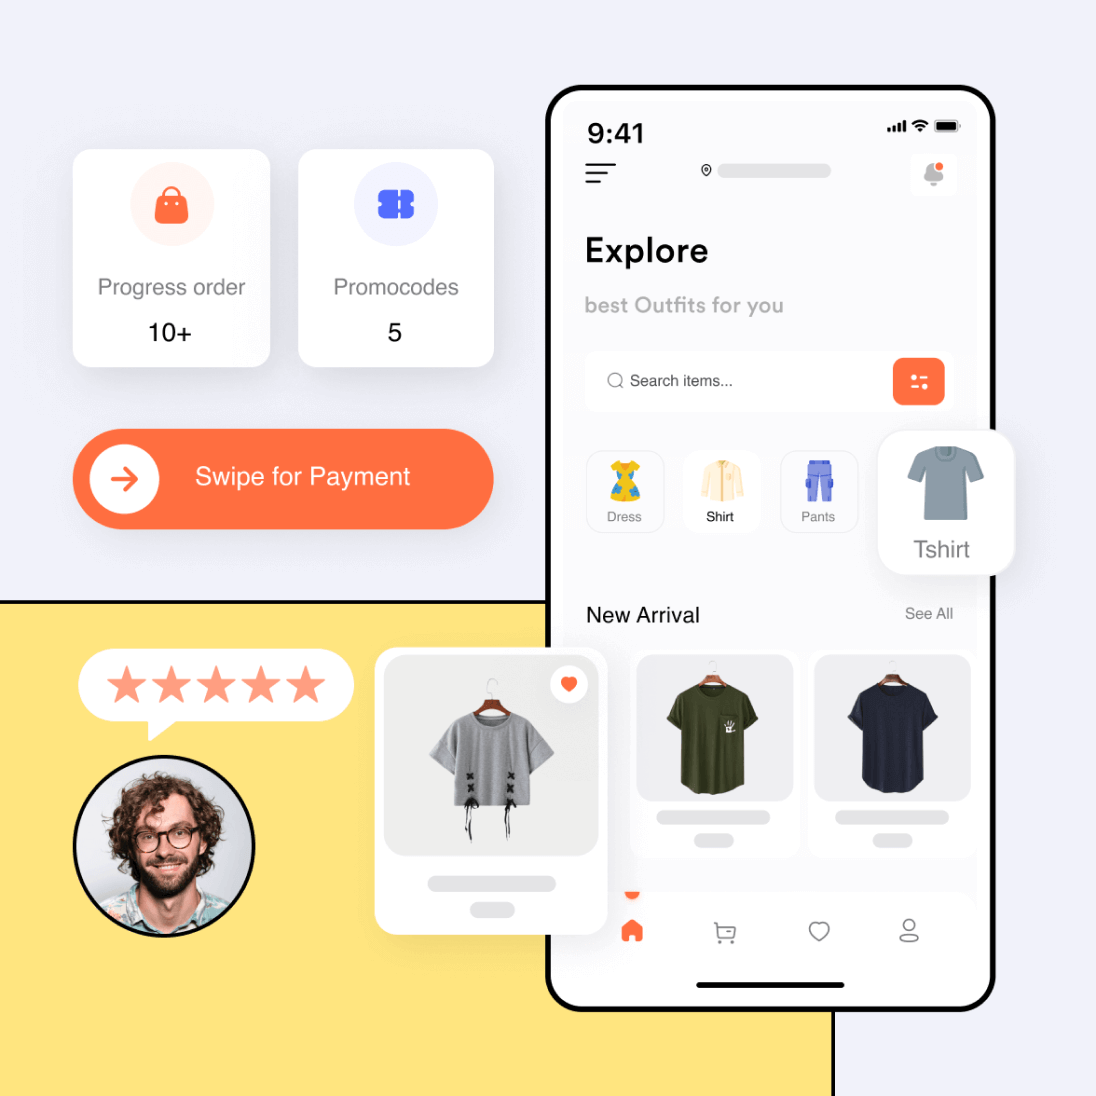 Progress order
10+
Promocodes
5
Swipe for Payment
9:41
Explore
best Outfits for you
Search items...
Dress
Shirt
Pants
Tshirt
New Arrival
See All